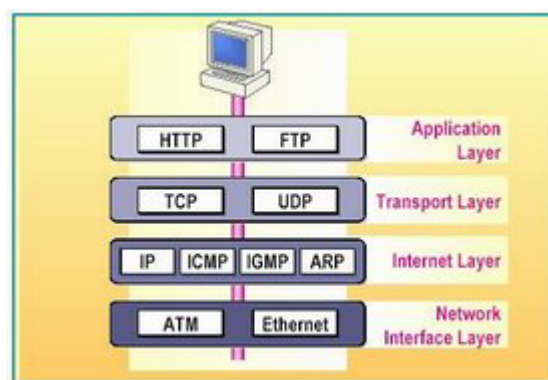 HTTP FTP
Application
Layer
TCP UDP
Transport Layer
IP ICMP IGMP ARP
Internet Layer
ATM Ethernet
Network
Interface Layer